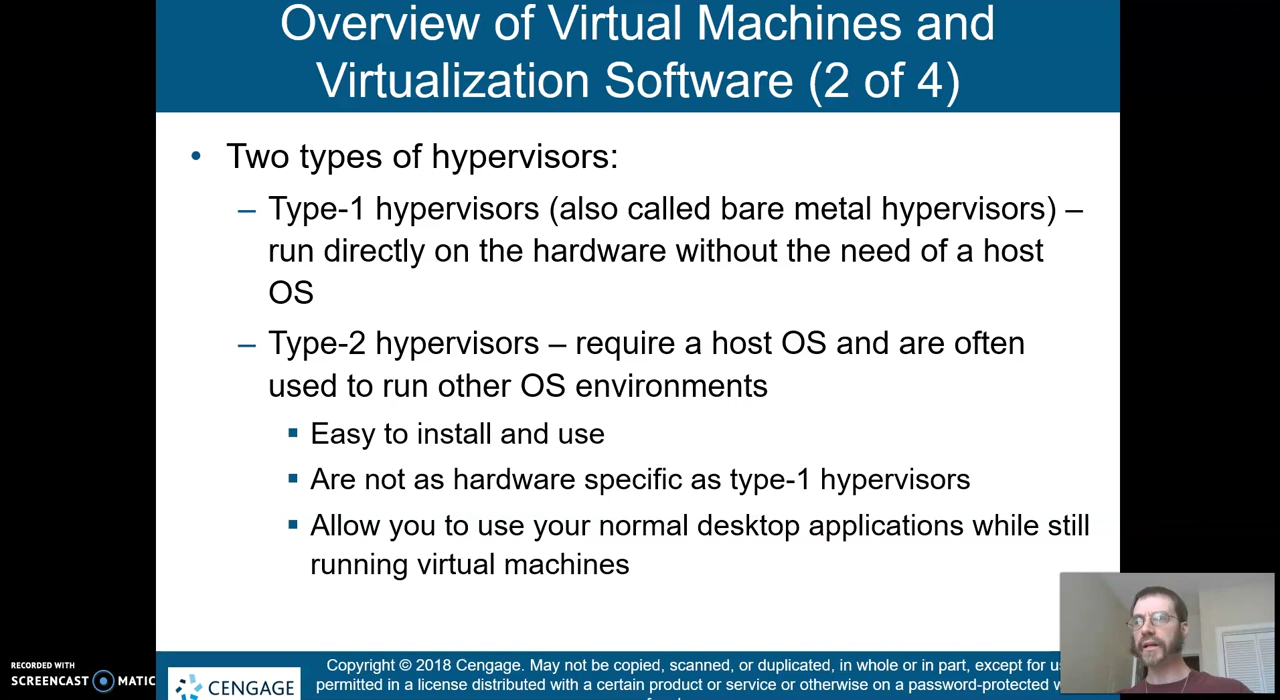 Overview of Virtual Machines and
Virtualization Software (2 of 4)
• Two types of hypervisors:
– Type-1 hypervisors (also called bare metal hypervisors) –
run directly on the hardware without the need of a host
OS
– Type-2 hypervisors – require a host OS and are often
used to run other OS environments
▪ Easy to install and use
▪ Are not as hardware specific as type-1 hypervisors
▪ Allow you to use your normal desktop applications while still
running virtual machines
RECORDED WITH
SCREENCAST MATIC
CENGAGE
Copyright © 2018 Cengage. May not be copied, scanned, or duplicated, in whole or in part, except for
permitted in a license distributed with a certain product or service or otherwise on a password-protected